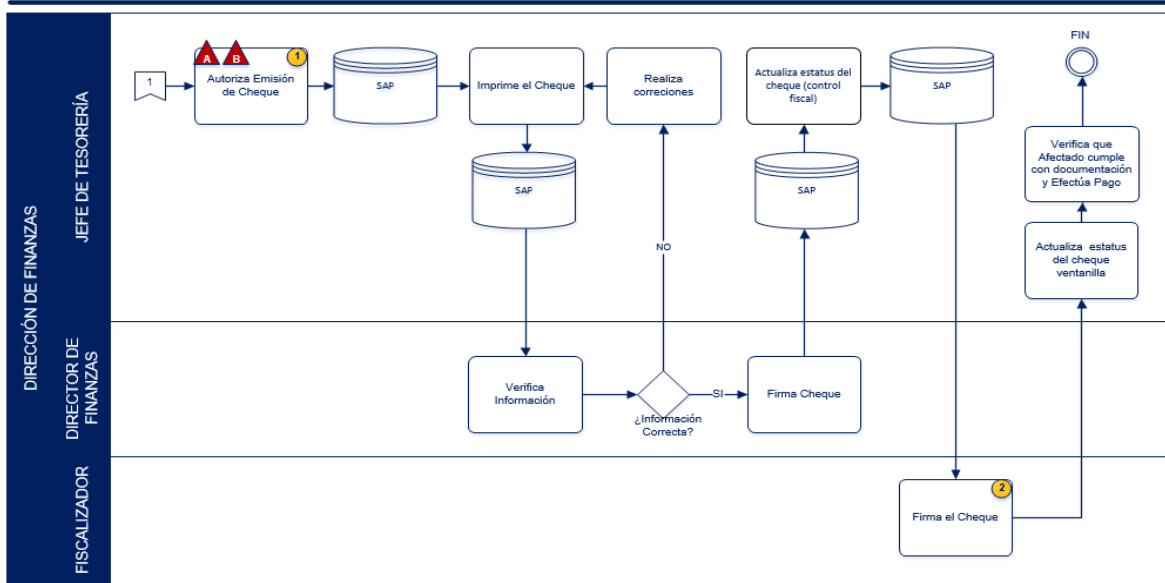 DIRECCIÓN DE FINANZAS
JEFE DE TESORERÍA
1
A
B
1
Autoriza Emisión
de Cheque
SAP
Imprime el Cheque
SAP
Realiza
correciones
NO
Actualiza estatus del
cheque (control
fiscal)
SAP
SAP
FIN
Verifica que
Afectado cumple
con documentación
y Efectúa Pago
Actualiza estatus
del cheque
ventanilla
DIRECTOR DE
FINANZAS
Verifica
Información
¿Información
Correcta?
SI
Firma Cheque
FISCALIZADOR
2
Firma el Cheque